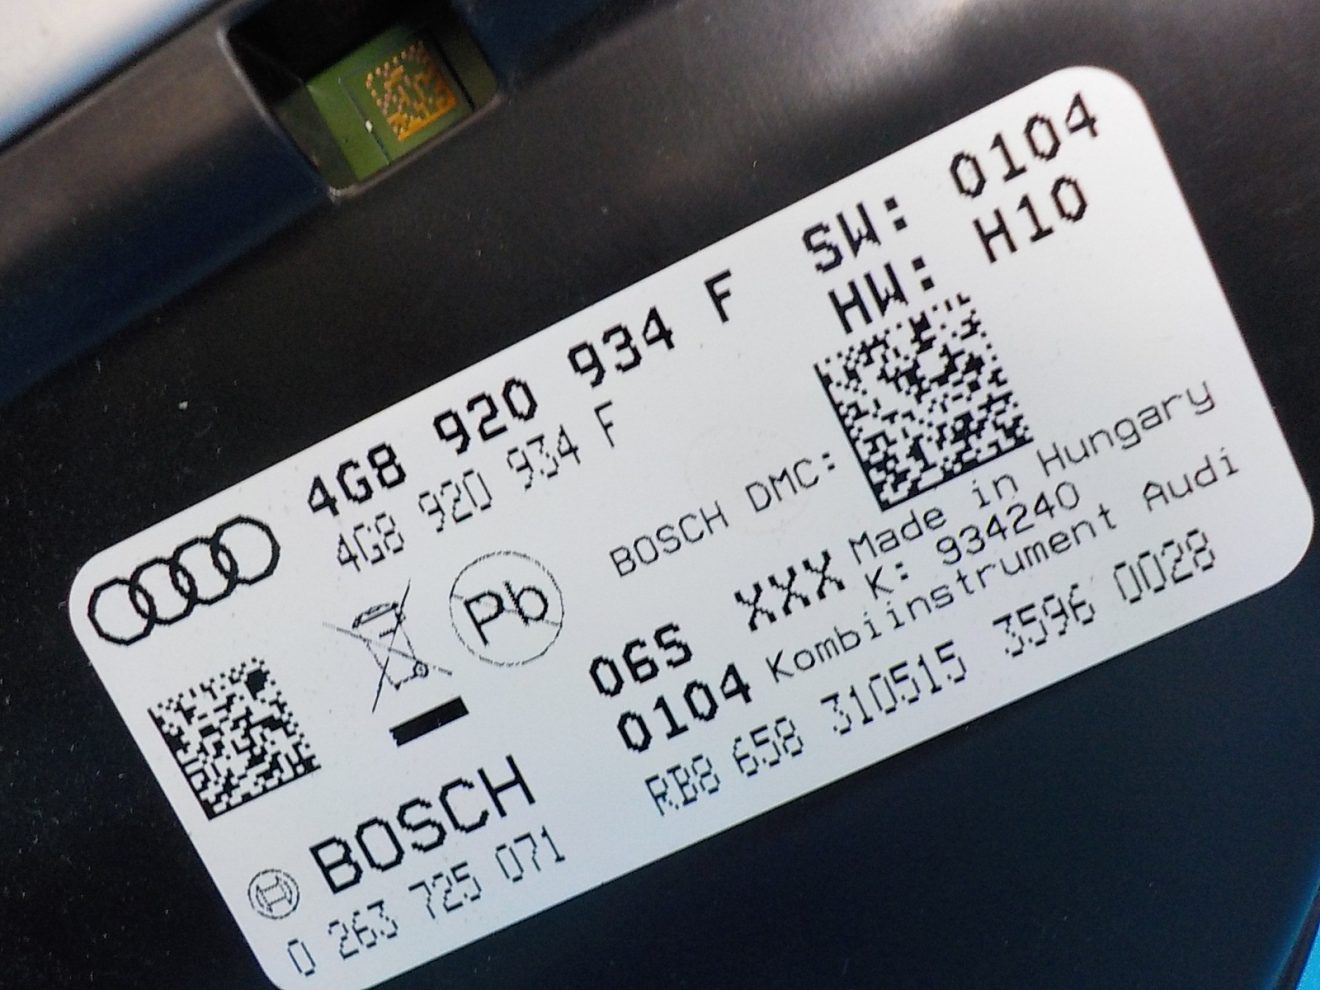 4G8 920 934 F SW: 0104
4G8 920 934 F HW: H10
BOSCH DMC:
Pb
06S XXX Made in Hungary
K: 934240
0104 Kombiinstrument Audi
RB8 658 310515 3596 0028
BOSCH
0 263 725 071